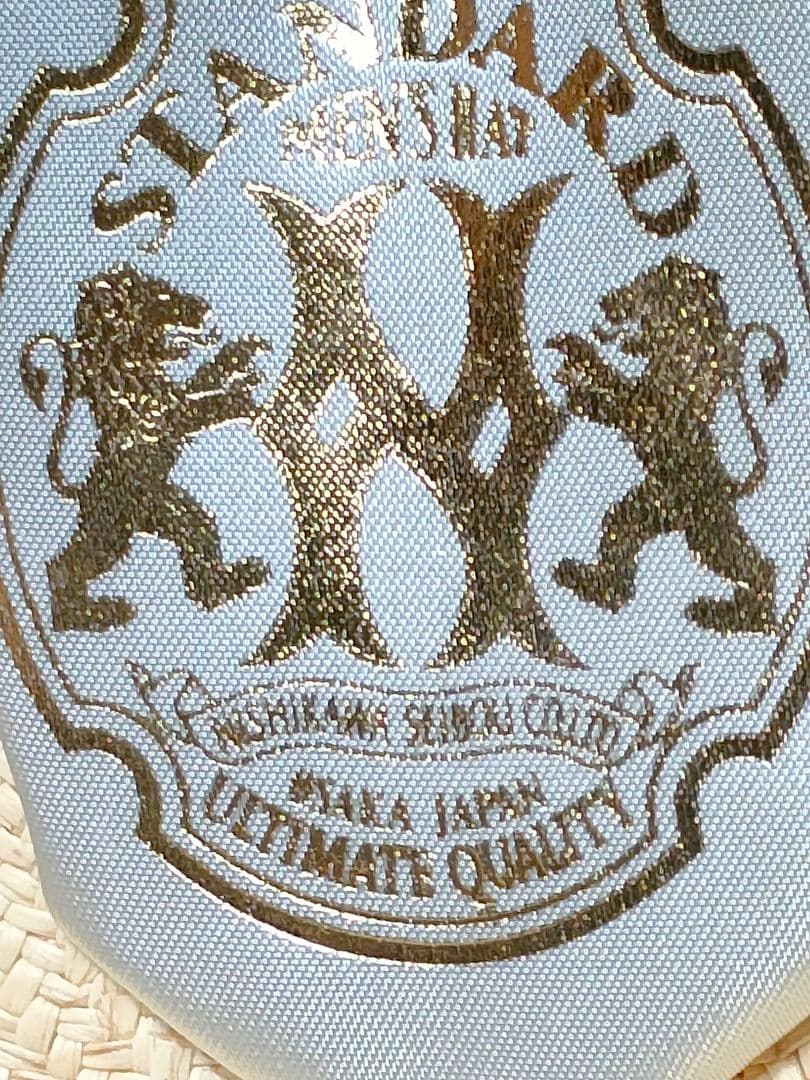 STANDARD
MEN'S HAT
NISHIKAWA SEIBOU CO.LTD
OSAKA JAPAN
ULTIMATE QUALITY